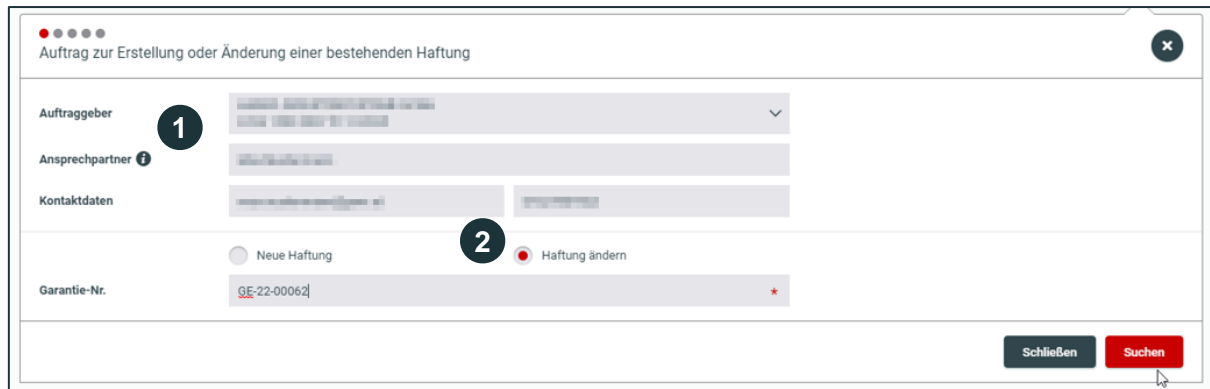 Auftrag zur Erstellung oder Änderung einer bestehenden Haftung
Auftraggeber
1
Ansprechpartner
Kontaktdaten
2
Neue Haftung
Haftung ändern
Garantie-Nr.
GE-22-00062
*
Schließen
Suchen